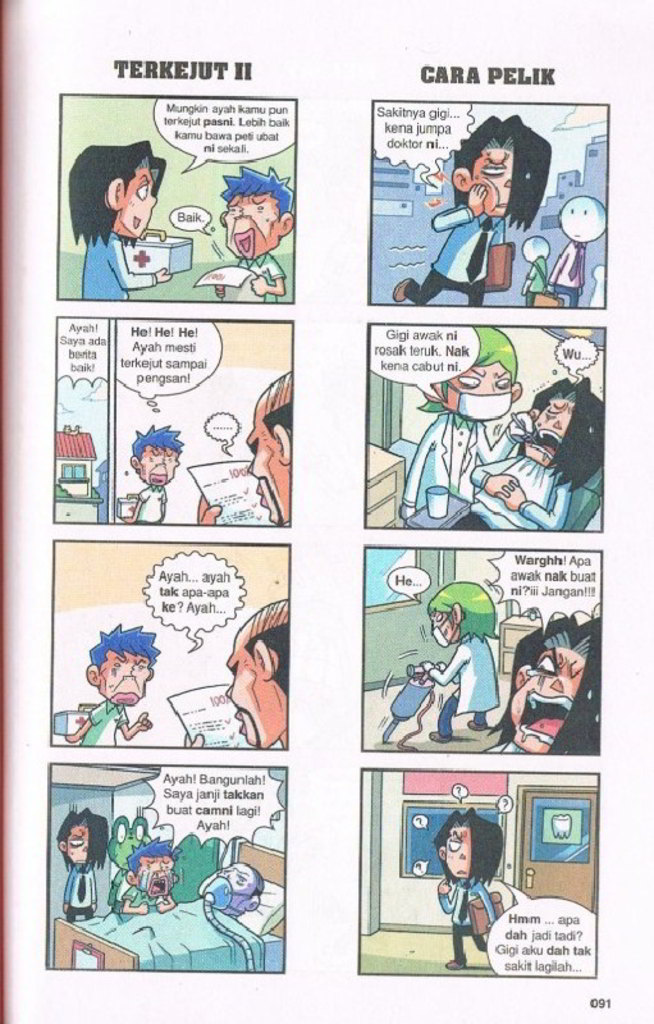 TERKEJUT II
Mungkin ayah kamu pun
terkejut pasni. Lebih baik
kamu bawa peti ubat
ni sekali.
Baik.
Ayah!
Saya ada
berita
baik!
He! He! He!
Ayah mesti
terkejut sampai
pengsan!
......
100%
Ayah... ayah
tak apa-apa
ke? Ayah...
100%
Ayah! Bangunlah!
Saya janji takkan
buat camni lagi!
Ayah!
CARA PELIK
Sakitnya gigi...
kena jumpa
doktor ni...
Gigi awak ni
rosak teruk. Nak
kena cabut ni.
Wu...
He...
Warghh! Apa
awak nak buat
ni?iii Jangan!!!
?
?
?
?
Hmm ... apa
dah jadi tadi?
Gigi aku dah tak
sakit lagilah...
091